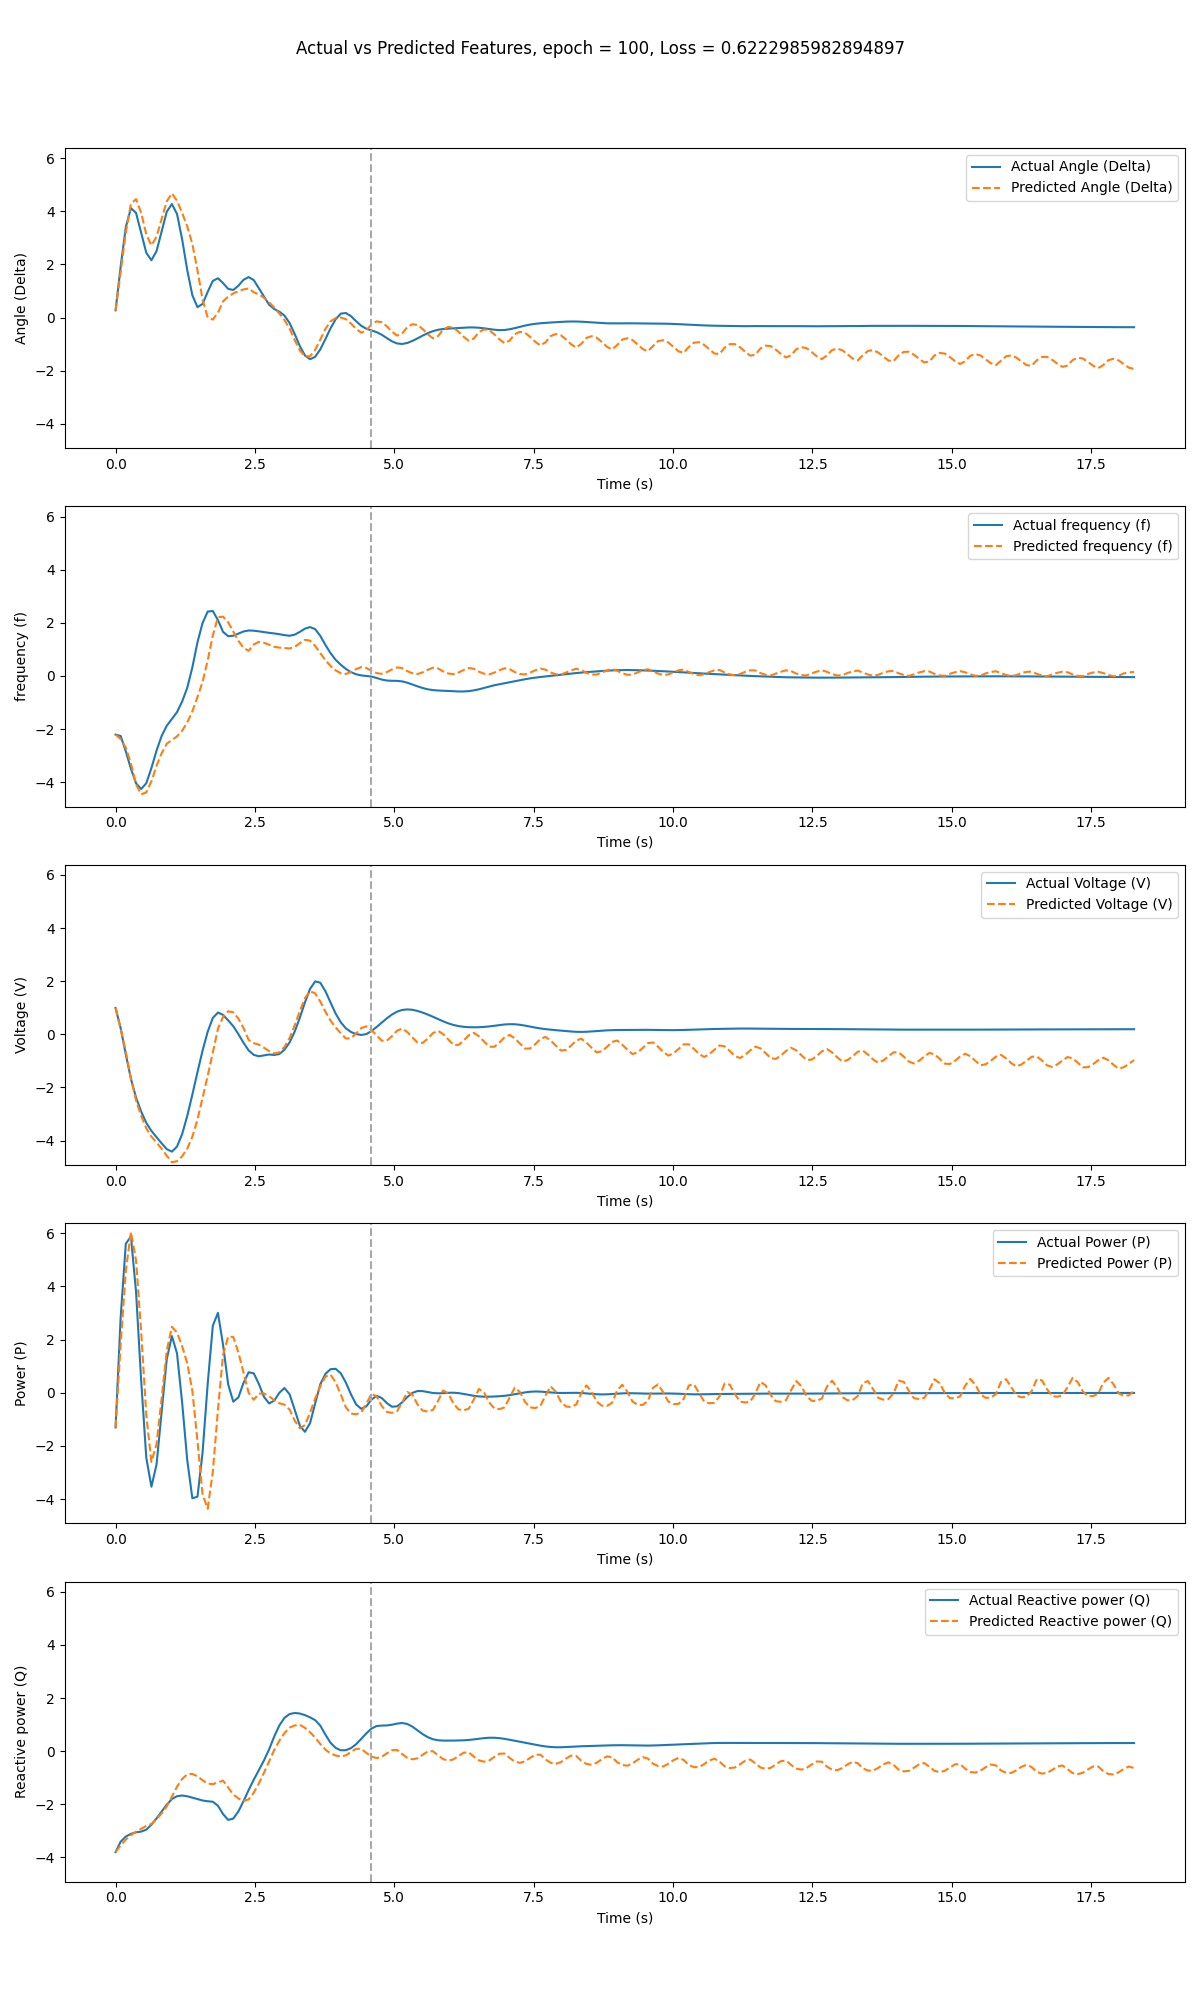 Actual vs Predicted Features, epoch = 100, Loss = 0.6222985982894897
6
4
2
0
−2
−4
Angle (Delta)
Actual Angle (Delta)
Predicted Angle (Delta)
0.0 2.5 5.0 7.5 10.0 12.5 15.0 17.5
Time (s)
6
4
2
0
−2
−4
frequency (f)
Actual frequency (f)
Predicted frequency (f)
0.0 2.5 5.0 7.5 10.0 12.5 15.0 17.5
Time (s)
6
4
2
0
−2
−4
Voltage (V)
Actual Voltage (V)
Predicted Voltage (V)
0.0 2.5 5.0 7.5 10.0 12.5 15.0 17.5
Time (s)
6
4
2
0
−2
−4
Power (P)
Actual Power (P)
Predicted Power (P)
0.0 2.5 5.0 7.5 10.0 12.5 15.0 17.5
Time (s)
6
4
2
0
−2
−4
Reactive power (Q)
Actual Reactive power (Q)
Predicted Reactive power (Q)
0.0 2.5 5.0 7.5 10.0 12.5 15.0 17.5
Time (s)